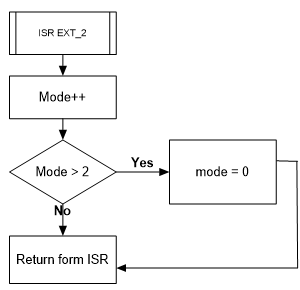 ISR EXT_2
Mode++
Mode > 2
Yes
mode = 0
No
Return form ISR